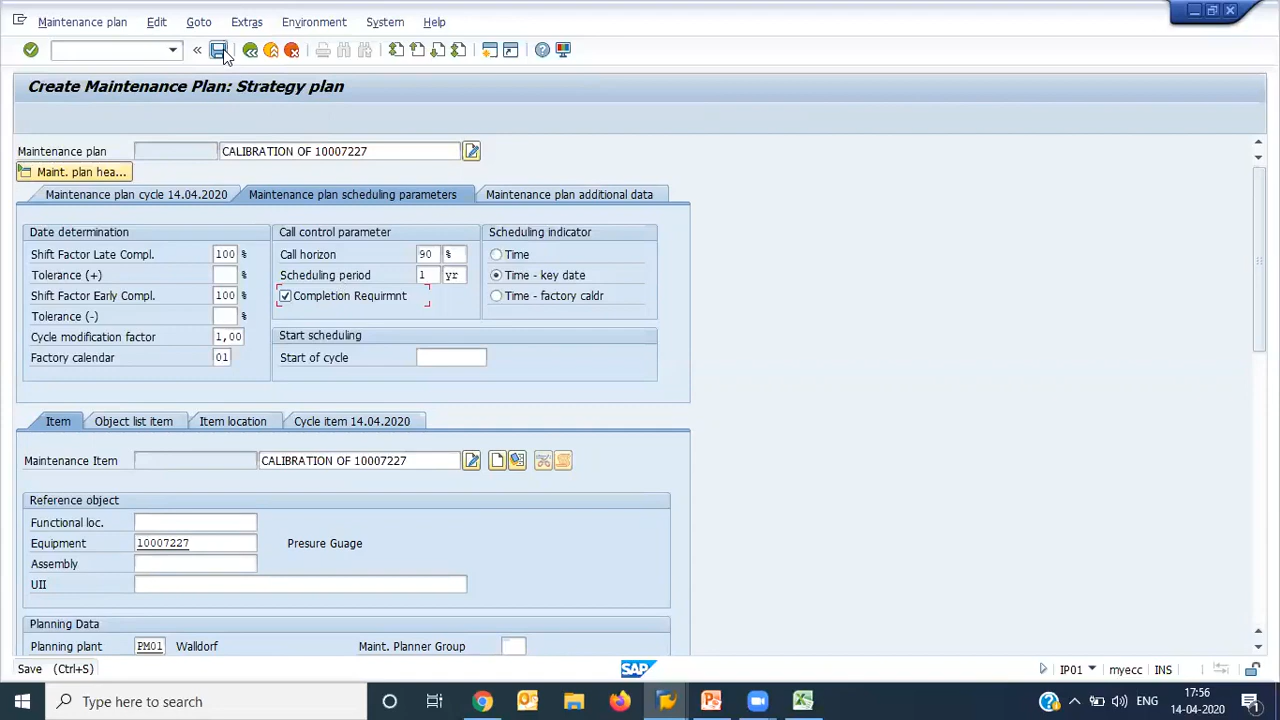 Maintenance plan Edit Goto Extras Environment System Help
Create Maintenance Plan: Strategy plan
Maintenance plan CALIBRATION OF 10007227
Maint. plan hea...
Maintenance plan cycle 14.04.2020 Maintenance plan scheduling parameters Maintenance plan additional data
Date determination Call control parameter Scheduling indicator
Shift Factor Late Compl. 100 % Call horizon 90 % Time
Tolerance (+) % Scheduling period 1 yr Time - key date
Shift Factor Early Compl. 100 % Completion Requirmnt Time - factory caldr
Tolerance (-) %
Cycle modification factor 1,00 Start scheduling
Factory calendar 01 Start of cycle
Item Object list item Item location Cycle item 14.04.2020
Maintenance Item CALIBRATION OF 10007227
Reference object
Functional loc.
Equipment 10007227 Presure Guage
Assembly
UII
Planning Data
Planning plant PM01 Walldorf Maint. Planner Group
Save (Ctrl+S) SAP IP01 myecc INS
Type here to search ENG 17:56
14-04-2020 1